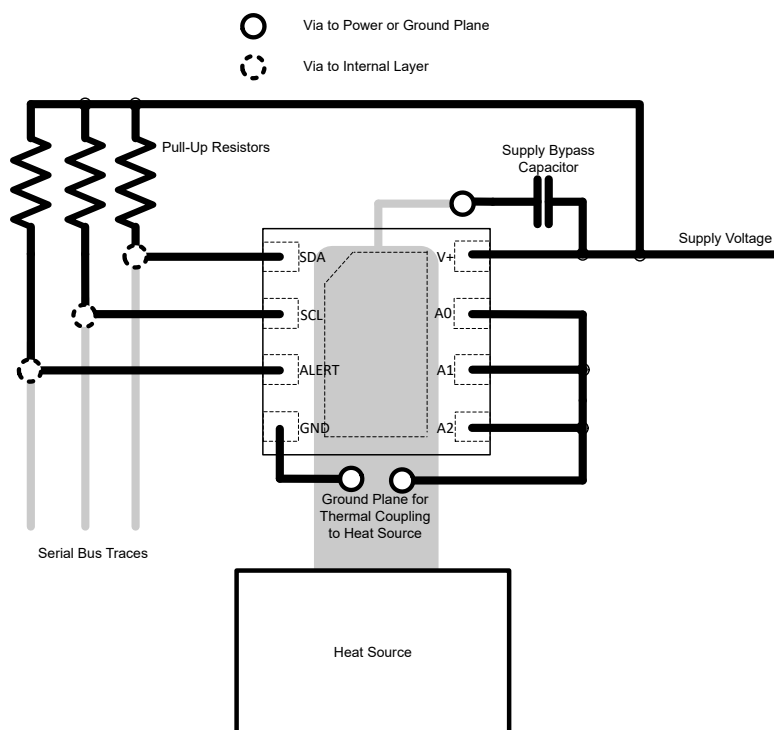 Via to Power or Ground Plane
Via to Internal Layer
Pull-Up Resistors
Supply Bypass
Capacitor
Supply Voltage
SDA
V+
SCL
A0
ALERT
A1
GND
A2
Ground Plane for
Thermal Coupling
to Heat Source
Serial Bus Traces
Heat Source